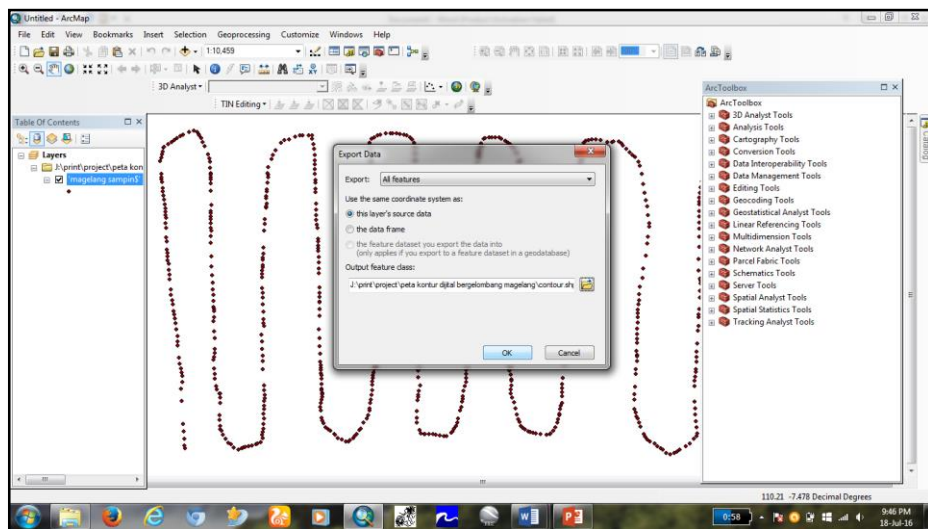 Untitled - ArcMap
File Edit View Bookmarks Insert Selection Geoprocessing Customize Windows Help
1:10,459
3D Analyst
TIN Editing
Table Of Contents
Layers
J:\print\project\peta kon
'magelang sampin$'
Export Data
Export: All features
Use the same coordinate system as:
this layer's source data
the data frame
the feature dataset you export the data into
(only applies if you export to a feature dataset in a geodatabase)
Output feature class:
J:\print\project\peta kontur dijital bergelombang magelang\contour.sh
OK Cancel
ArcToolbox
ArcToolbox
3D Analyst Tools
Analysis Tools
Cartography Tools
Conversion Tools
Data Interoperability Tools
Data Management Tools
Editing Tools
Geocoding Tools
Geostatistical Analyst Tools
Linear Referencing Tools
Multidimension Tools
Network Analyst Tools
Parcel Fabric Tools
Schematics Tools
Server Tools
Spatial Analyst Tools
Spatial Statistics Tools
Tracking Analyst Tools
Catalog
110.21 -7.478 Decimal Degrees
0:58
9:46 PM
18-Jul-16